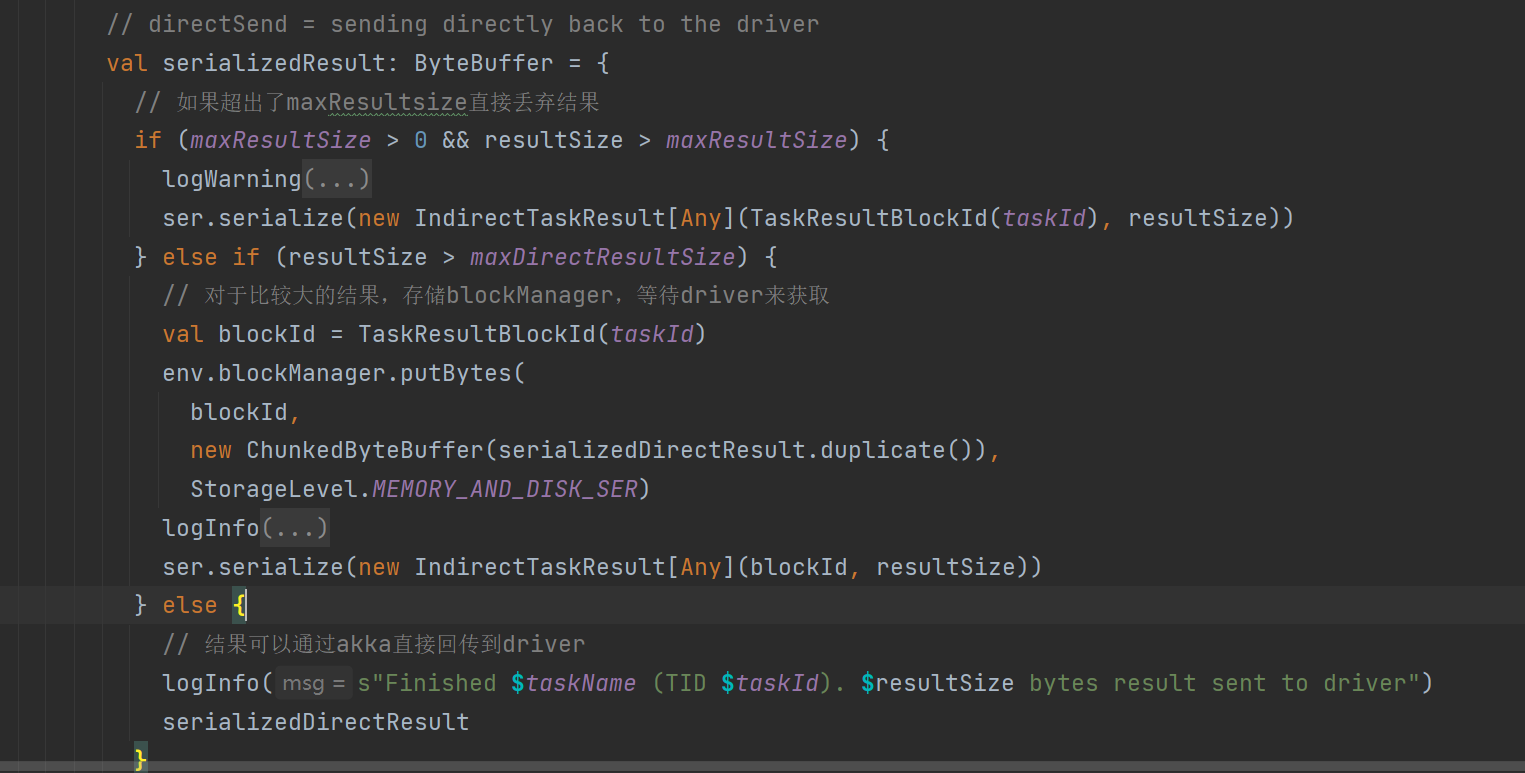 // directSend = sending directly back to the driver
val serializedResult: ByteBuffer = {
// 如果超出了maxResultsize直接丢弃结果
if (maxResultSize > 0 && resultSize > maxResultSize) {
logWarning(...)
ser.serialize(new IndirectTaskResult[Any](TaskResultBlockId(taskId), resultSize))
} else if (resultSize > maxDirectResultSize) {
// 对于比较大的结果，存储blockManager，等待driver来获取
val blockId = TaskResultBlockId(taskId)
env.blockManager.putBytes(
blockId,
new ChunkedByteBuffer(serializedDirectResult.duplicate()),
StorageLevel.MEMORY_AND_DISK_SER)
logInfo(...)
ser.serialize(new IndirectTaskResult[Any](blockId, resultSize))
} else {
// 结果可以通过akka直接回传到driver
logInfo( msg = s"Finished $taskName (TID $taskId). $resultSize bytes result sent to driver")
serializedDirectResult
}